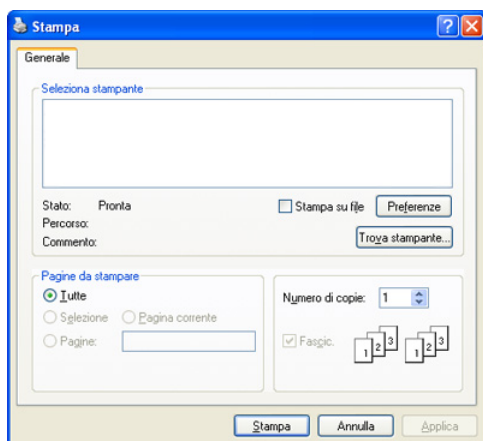 Stampa
Generale
Seleziona stampante
Stato: Pronta
Stampa su file Preferenze
Percorso:
Commento:
Trova stampante...
Pagine da stampare
Tutte
Selezione Pagina corrente
Pagine:
Numero di copie: 1
Fascic.
1 2 3 1 2 3
Stampa Annulla Applica